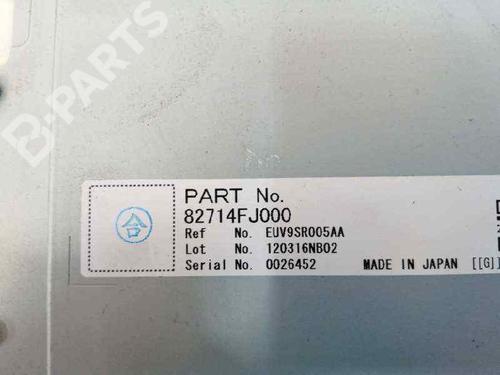 B-PARTS
PART No.
82714FJ000
Ref No. EUV9SR005AA
Lot No. 120316NB02
Serial No. 0026452 MADE IN JAPAN [[G]]
合